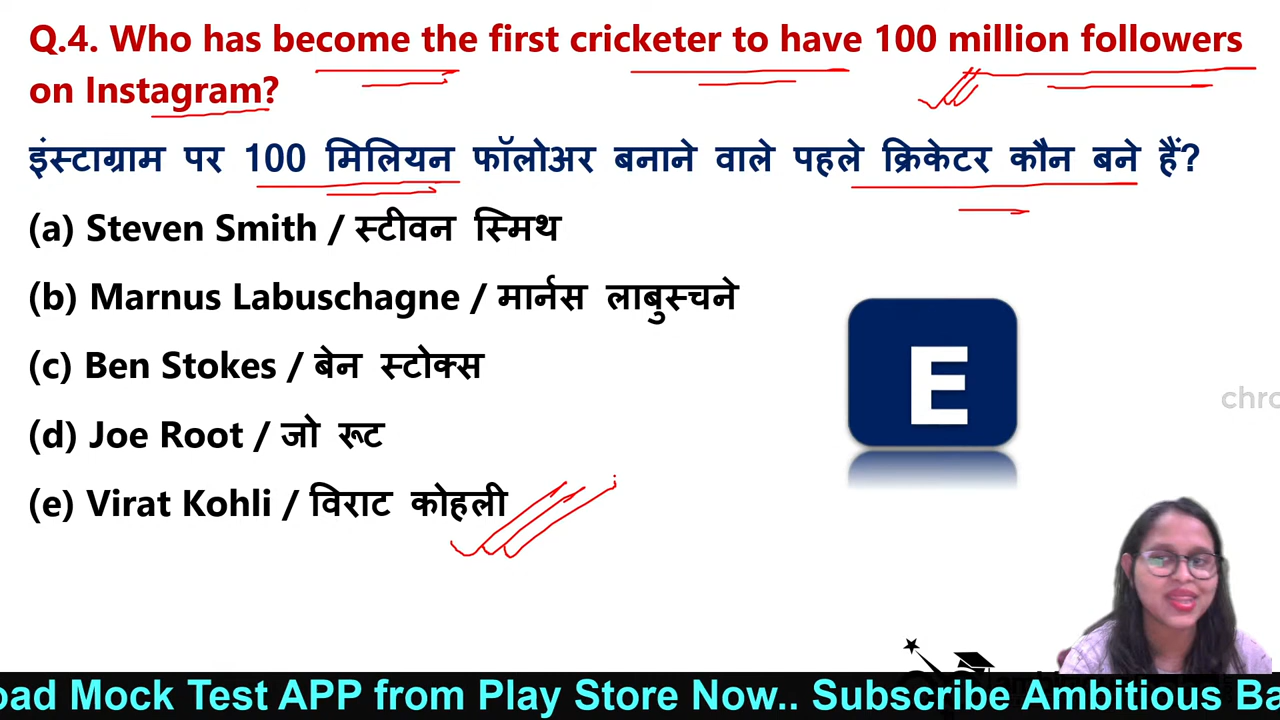 Q.4. Who has become the first cricketer to have 100 million followers
on Instagram?
इंस्टाग्राम पर 100 मिलियन फॉलोअर बनाने वाले पहले क्रिकेटर कौन बने हैं?
(a) Steven Smith / स्टीवन स्मिथ
(b) Marnus Labuschagne / मार्नस लाबुस्चने
(c) Ben Stokes / बेन स्टोक्स
(d) Joe Root / जो रूट
(e) Virat Kohli / विराट कोहली
E
chro
oad Mock Test APP from Play Store Now.. Subscribe Ambitious Ba